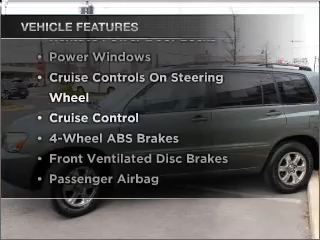 VEHICLE FEATURES
• Power Windows
• Cruise Controls On Steering
Wheel
• Cruise Control
• 4-Wheel ABS Brakes
• Front Ventilated Disc Brakes
• Passenger Airbag